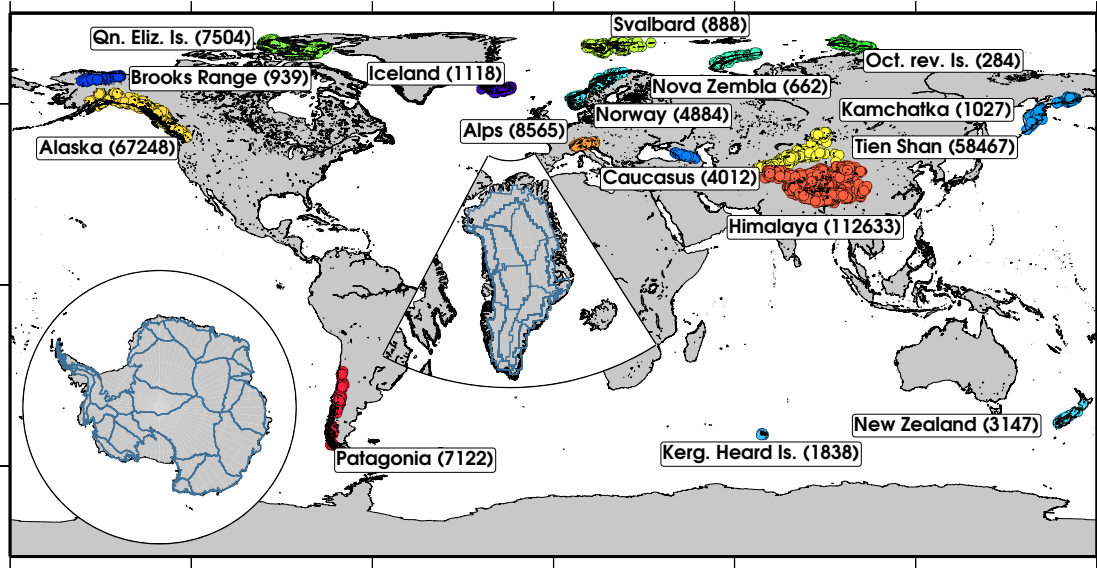 Svalbard (888)
Qn. Eliz. Is. (7504)
Oct. rev. Is. (284)
Iceland (1118)
Brooks Range (939)
Nova Zembla (662)
Kamchatka (1027)
Norway (4884)
Alps (8565)
Alaska (67248)
Tien Shan (58467)
Caucasus (4012)
Himalaya (112633)
New Zealand (3147)
Kerg. Heard Is. (1838)
Patagonia (7122)